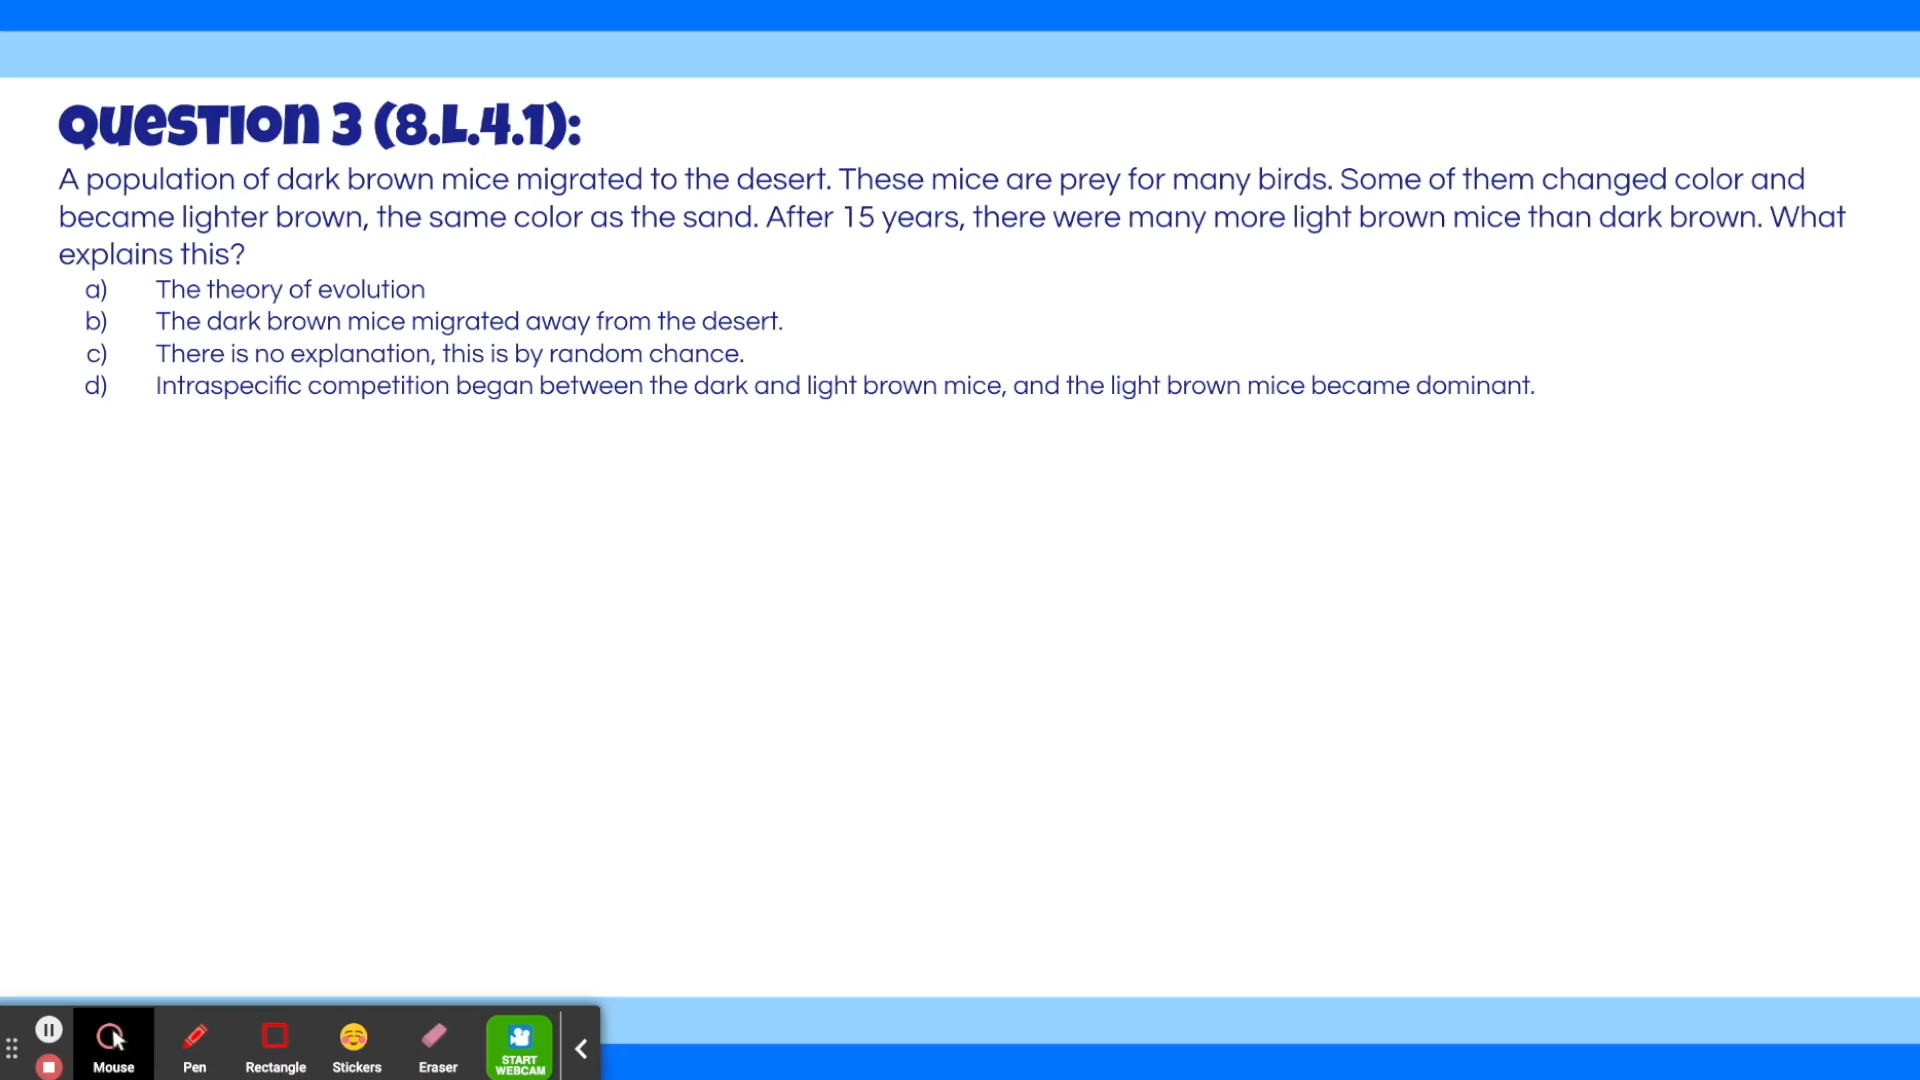 Question 3 (8.L.4.1):
A population of dark brown mice migrated to the desert. These mice are prey for many birds. Some of them changed color and
became lighter brown, the same color as the sand. After 15 years, there were many more light brown mice than dark brown. What
explains this?
a) The theory of evolution
b) The dark brown mice migrated away from the desert.
c) There is no explanation, this is by random chance.
d) Intraspecific competition began between the dark and light brown mice, and the light brown mice became dominant.
Mouse Pen Rectangle Stickers Eraser START
WEBCAM